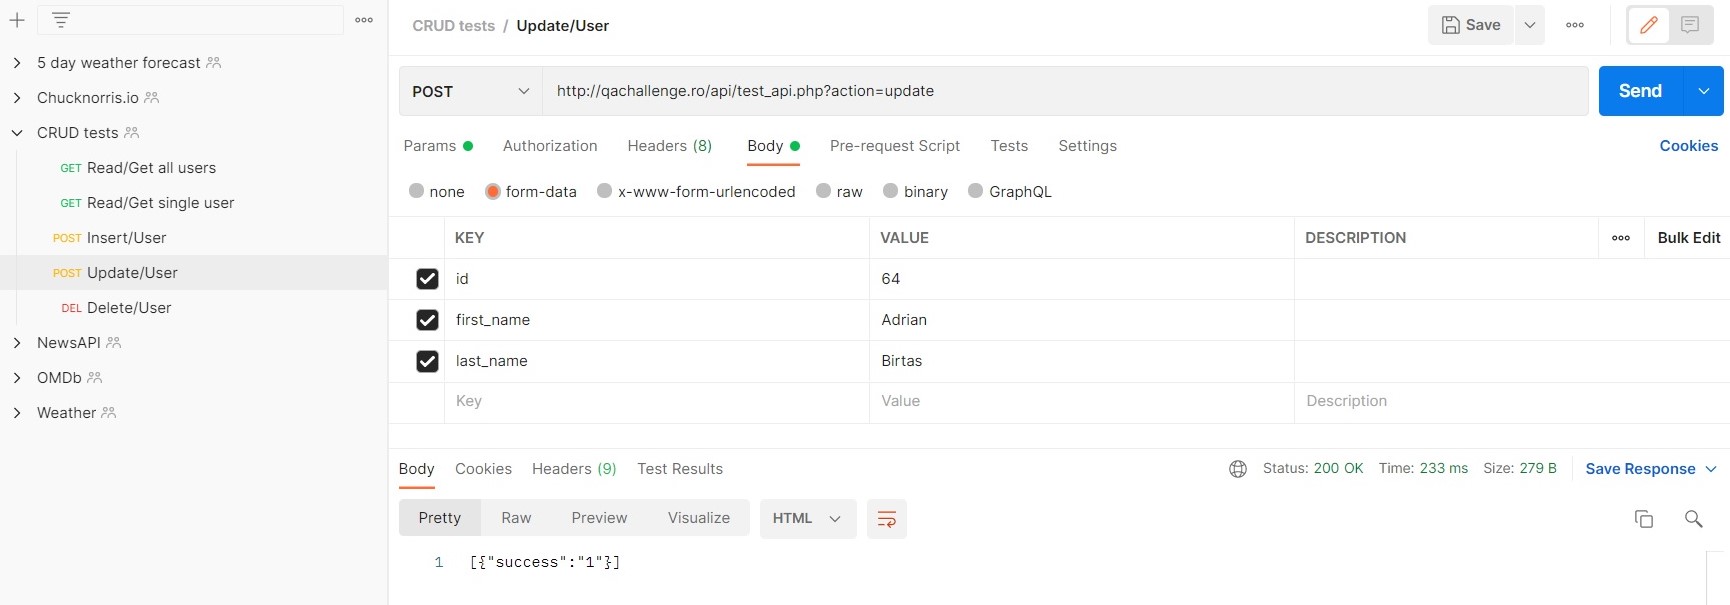 CRUD tests / Update/User
Save
5 day weather forecast
Chucknorris.io
CRUD tests
GET Read/Get all users
GET Read/Get single user
POST Insert/User
POST Update/User
DEL Delete/User
NewsAPI
OMDb
Weather
POST http://qachallenge.ro/api/test_api.php?action=update Send
Params Authorization Headers (8) Body Pre-request Script Tests Settings Cookies
none form-data x-www-form-urlencoded raw binary GraphQL
KEY VALUE DESCRIPTION Bulk Edit
id 64
first_name Adrian
last_name Birtas
Key Value Description
Body Cookies Headers (9) Test Results Status: 200 OK Time: 233 ms Size: 279 B Save Response
Pretty Raw Preview Visualize HTML
1 [{"success":"1"}]